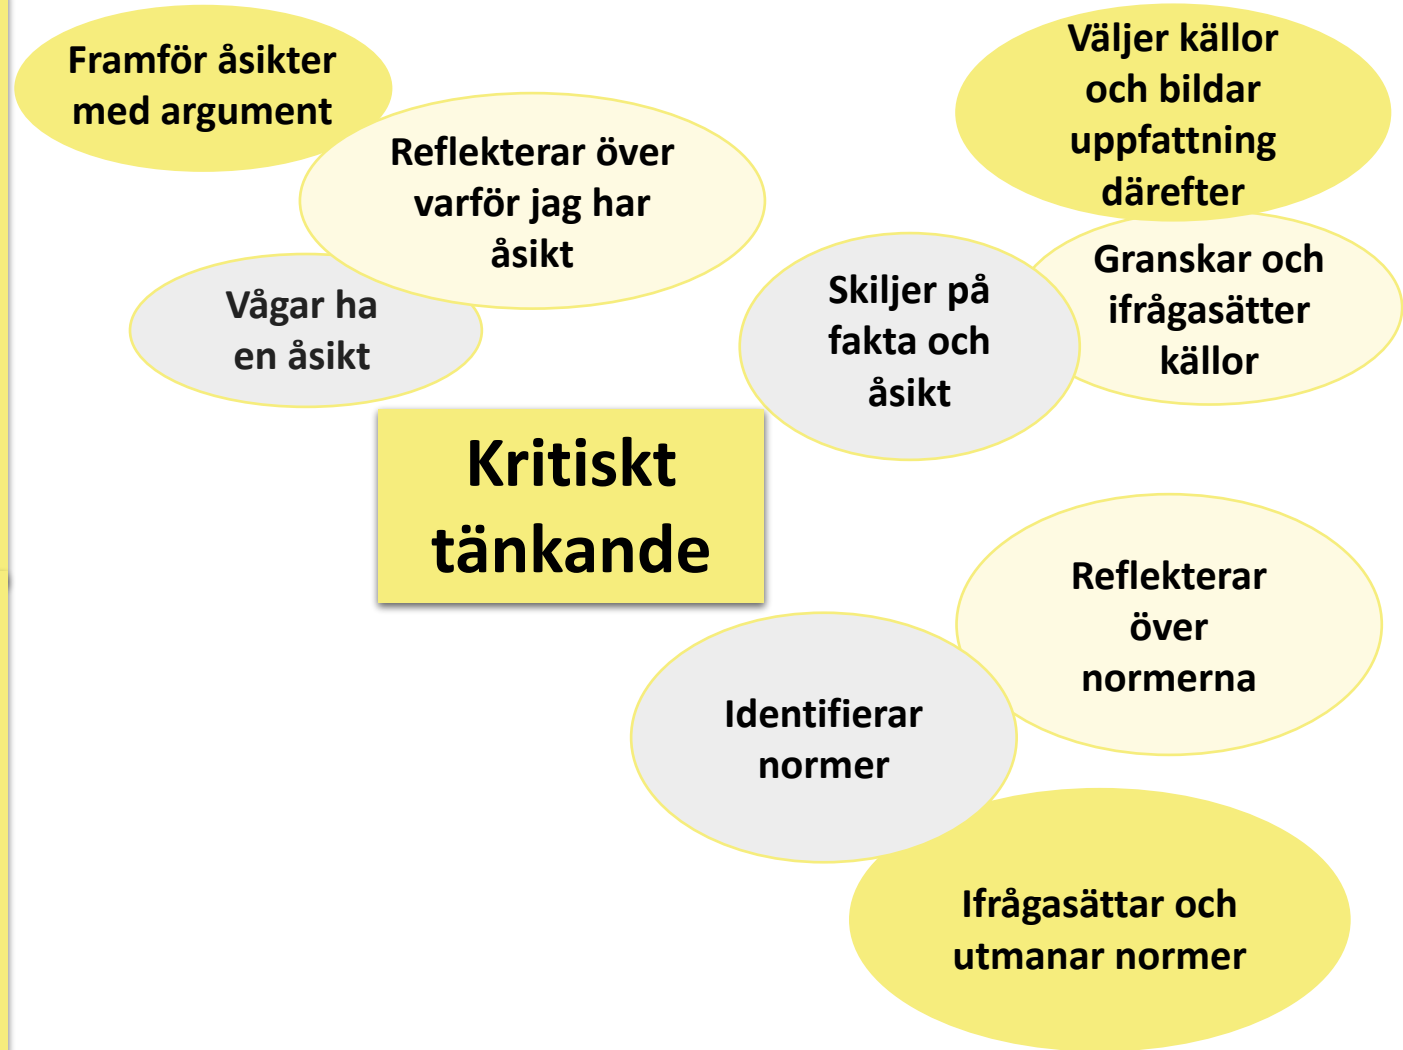 Framför åsikter
med argument
Reflekterar över
varför jag har
åsikt
Vågar ha
en åsikt
Väljer källor
och bildar
uppfattning
därefter
Granskar och
ifrågasätter
källor
Skiljer på
fakta och
åsikt
Kritiskt
tänkande
Reflekterar
över
normerna
Identifierar
normer
Ifrågasättar och
utmanar normer